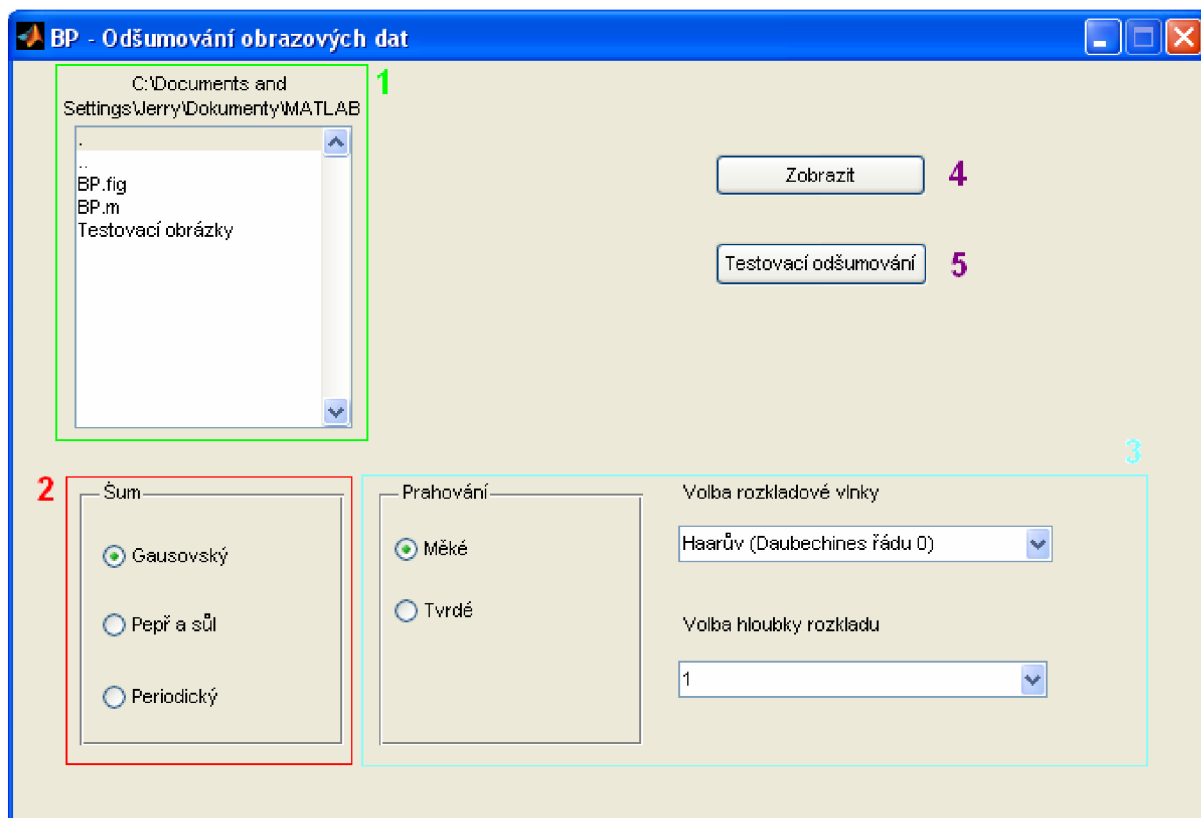 BP - Odšumování obrazových dat
1
C:\Documents and
Settings\Jerry\Dokumenty\MATLAB
.
..
BP.fig
BP.m
Testovací obrázky
Zobrazit
4
Testovací odšumování
5
2
Šum
Gausovský
Pepř a sůl
Periodický
3
Prahování
Měké
Tvrdé
Volba rozkladové vlnky
Haarův (Daubechines řádu 0)
Volba hloubky rozkladu
1